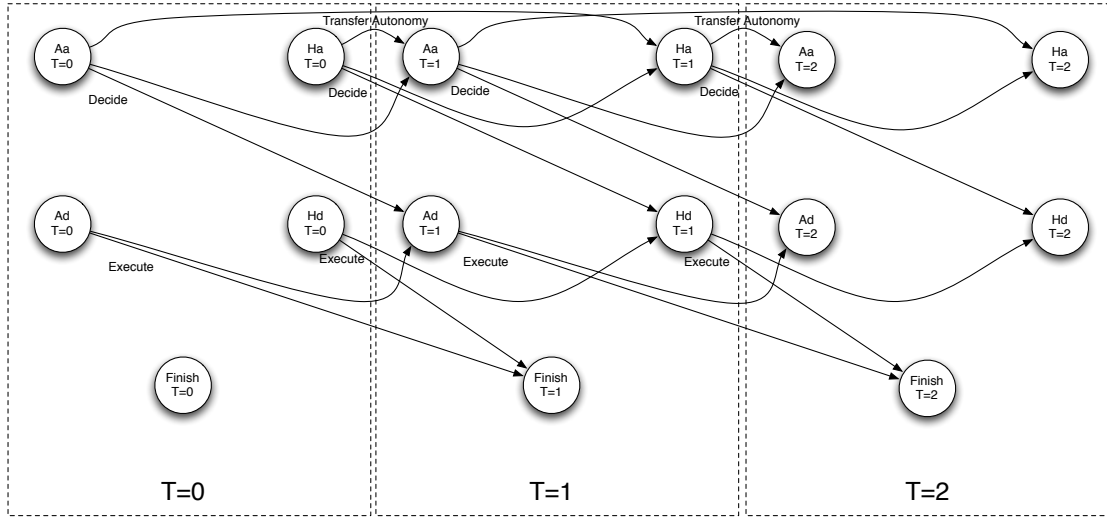 Transfer Autonomy
Transfer Autonomy
Aa
T=0
Ha
T=0
Aa
T=1
Ha
T=1
Aa
T=2
Ha
T=2
Decide
Decide
Decide
Decide
Ad
T=0
Hd
T=0
Ad
T=1
Hd
T=1
Ad
T=2
Hd
T=2
Execute
Execute
Execute
Execute
Finish
T=0
Finish
T=1
Finish
T=2
T=0
T=1
T=2